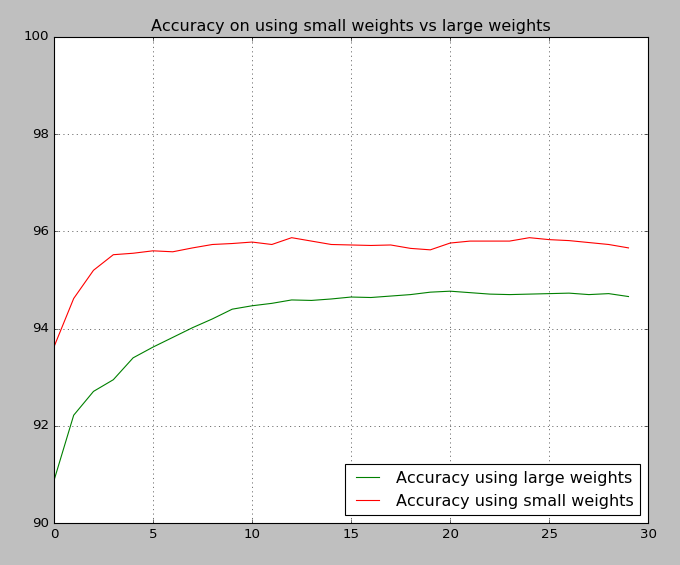 Accuracy on using small weights vs large weights
100
98
96
94
92
90
0 5 10 15 20 25 30
Accuracy using large weights
Accuracy using small weights